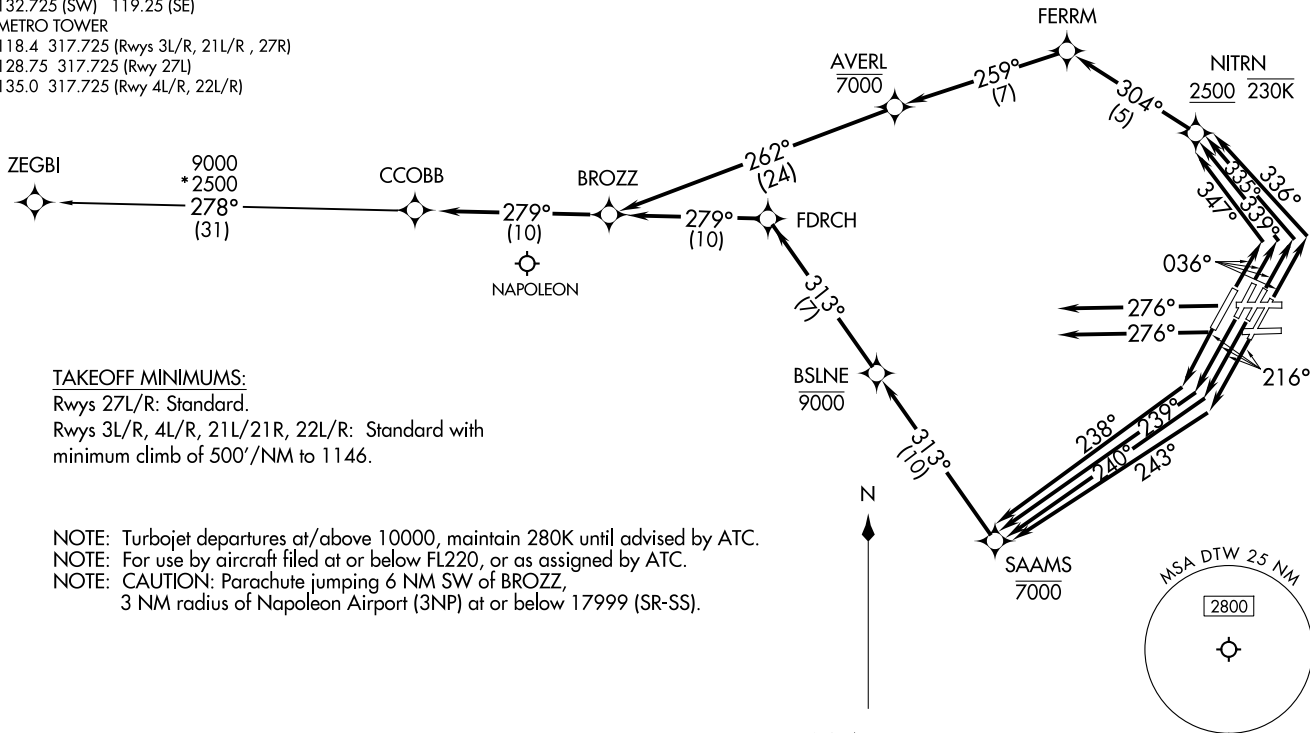 132.725 (SW) 119.25 (SE)
METRO TOWER
118.4 317.725 (Rwys 3L/R, 21L/R , 27R)
128.75 317.725 (Rwy 27L)
135.0 317.725 (Rwy 4L/R, 22L/R)
FERRM
AVERL
7000
259°
(7)
304°
(5)
NITRN
2500 230K
ZEGBI
9000
*2500
278°
(31)
CCOBB
279°
(10)
BROZZ
262°
(24)
279°
(10)
FDRCH
NAPOLEON
335°
336°
347°
339°
036°
276°
276°
216°
313°
(7)
BSLNE
9000
313°
(10)
238°
239°
240°
243°
SAAMS
7000
TAKEOFF MINIMUMS:
Rwys 27L/R: Standard.
Rwys 3L/R, 4L/R, 21L/21R, 22L/R: Standard with
minimum climb of 500'/NM to 1146.
NOTE: Turbojet departures at/above 10000, maintain 280K until advised by ATC.
NOTE: For use by aircraft filed at or below FL220, or as assigned by ATC.
NOTE: CAUTION: Parachute jumping 6 NM SW of BROZZ,
3 NM radius of Napoleon Airport (3NP) at or below 17999 (SR-SS).
N
MSA DTW 25 NM
2800